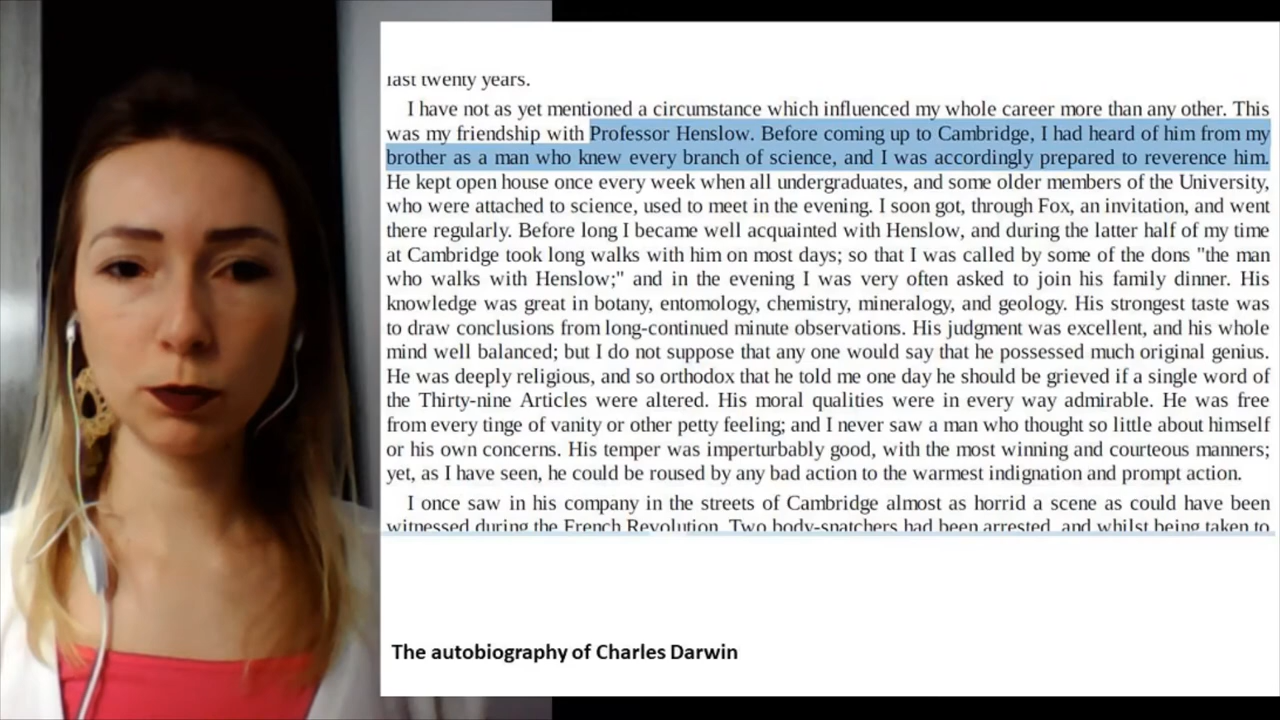 last twenty years.
I have not as yet mentioned a circumstance which influenced my whole career more than any other. This
was my friendship with Professor Henslow. Before coming up to Cambridge, I had heard of him from my
brother as a man who knew every branch of science, and I was accordingly prepared to reverence him.
He kept open house once every week when all undergraduates, and some older members of the University,
who were attached to science, used to meet in the evening. I soon got, through Fox, an invitation, and went
there regularly. Before long I became well acquainted with Henslow, and during the latter half of my time
at Cambridge took long walks with him on most days; so that I was called by some of the dons "the man
who walks with Henslow;" and in the evening I was very often asked to join his family dinner. His
knowledge was great in botany, entomology, chemistry, mineralogy, and geology. His strongest taste was
to draw conclusions from long-continued minute observations. His judgment was excellent, and his whole
mind well balanced; but I do not suppose that any one would say that he possessed much original genius.
He was deeply religious, and so orthodox that he told me one day he should be grieved if a single word of
the Thirty-nine Articles were altered. His moral qualities were in every way admirable. He was free
from every tinge of vanity or other petty feeling; and I never saw a man who thought so little about himself
or his own concerns. His temper was imperturbably good, with the most winning and courteous manners;
yet, as I have seen, he could be roused by any bad action to the warmest indignation and prompt action.
I once saw in his company in the streets of Cambridge almost as horrid a scene as could have been
witnessed during the French Revolution. Two body-snatchers had been arrested, and whilst being taken to
The autobiography of Charles Darwin